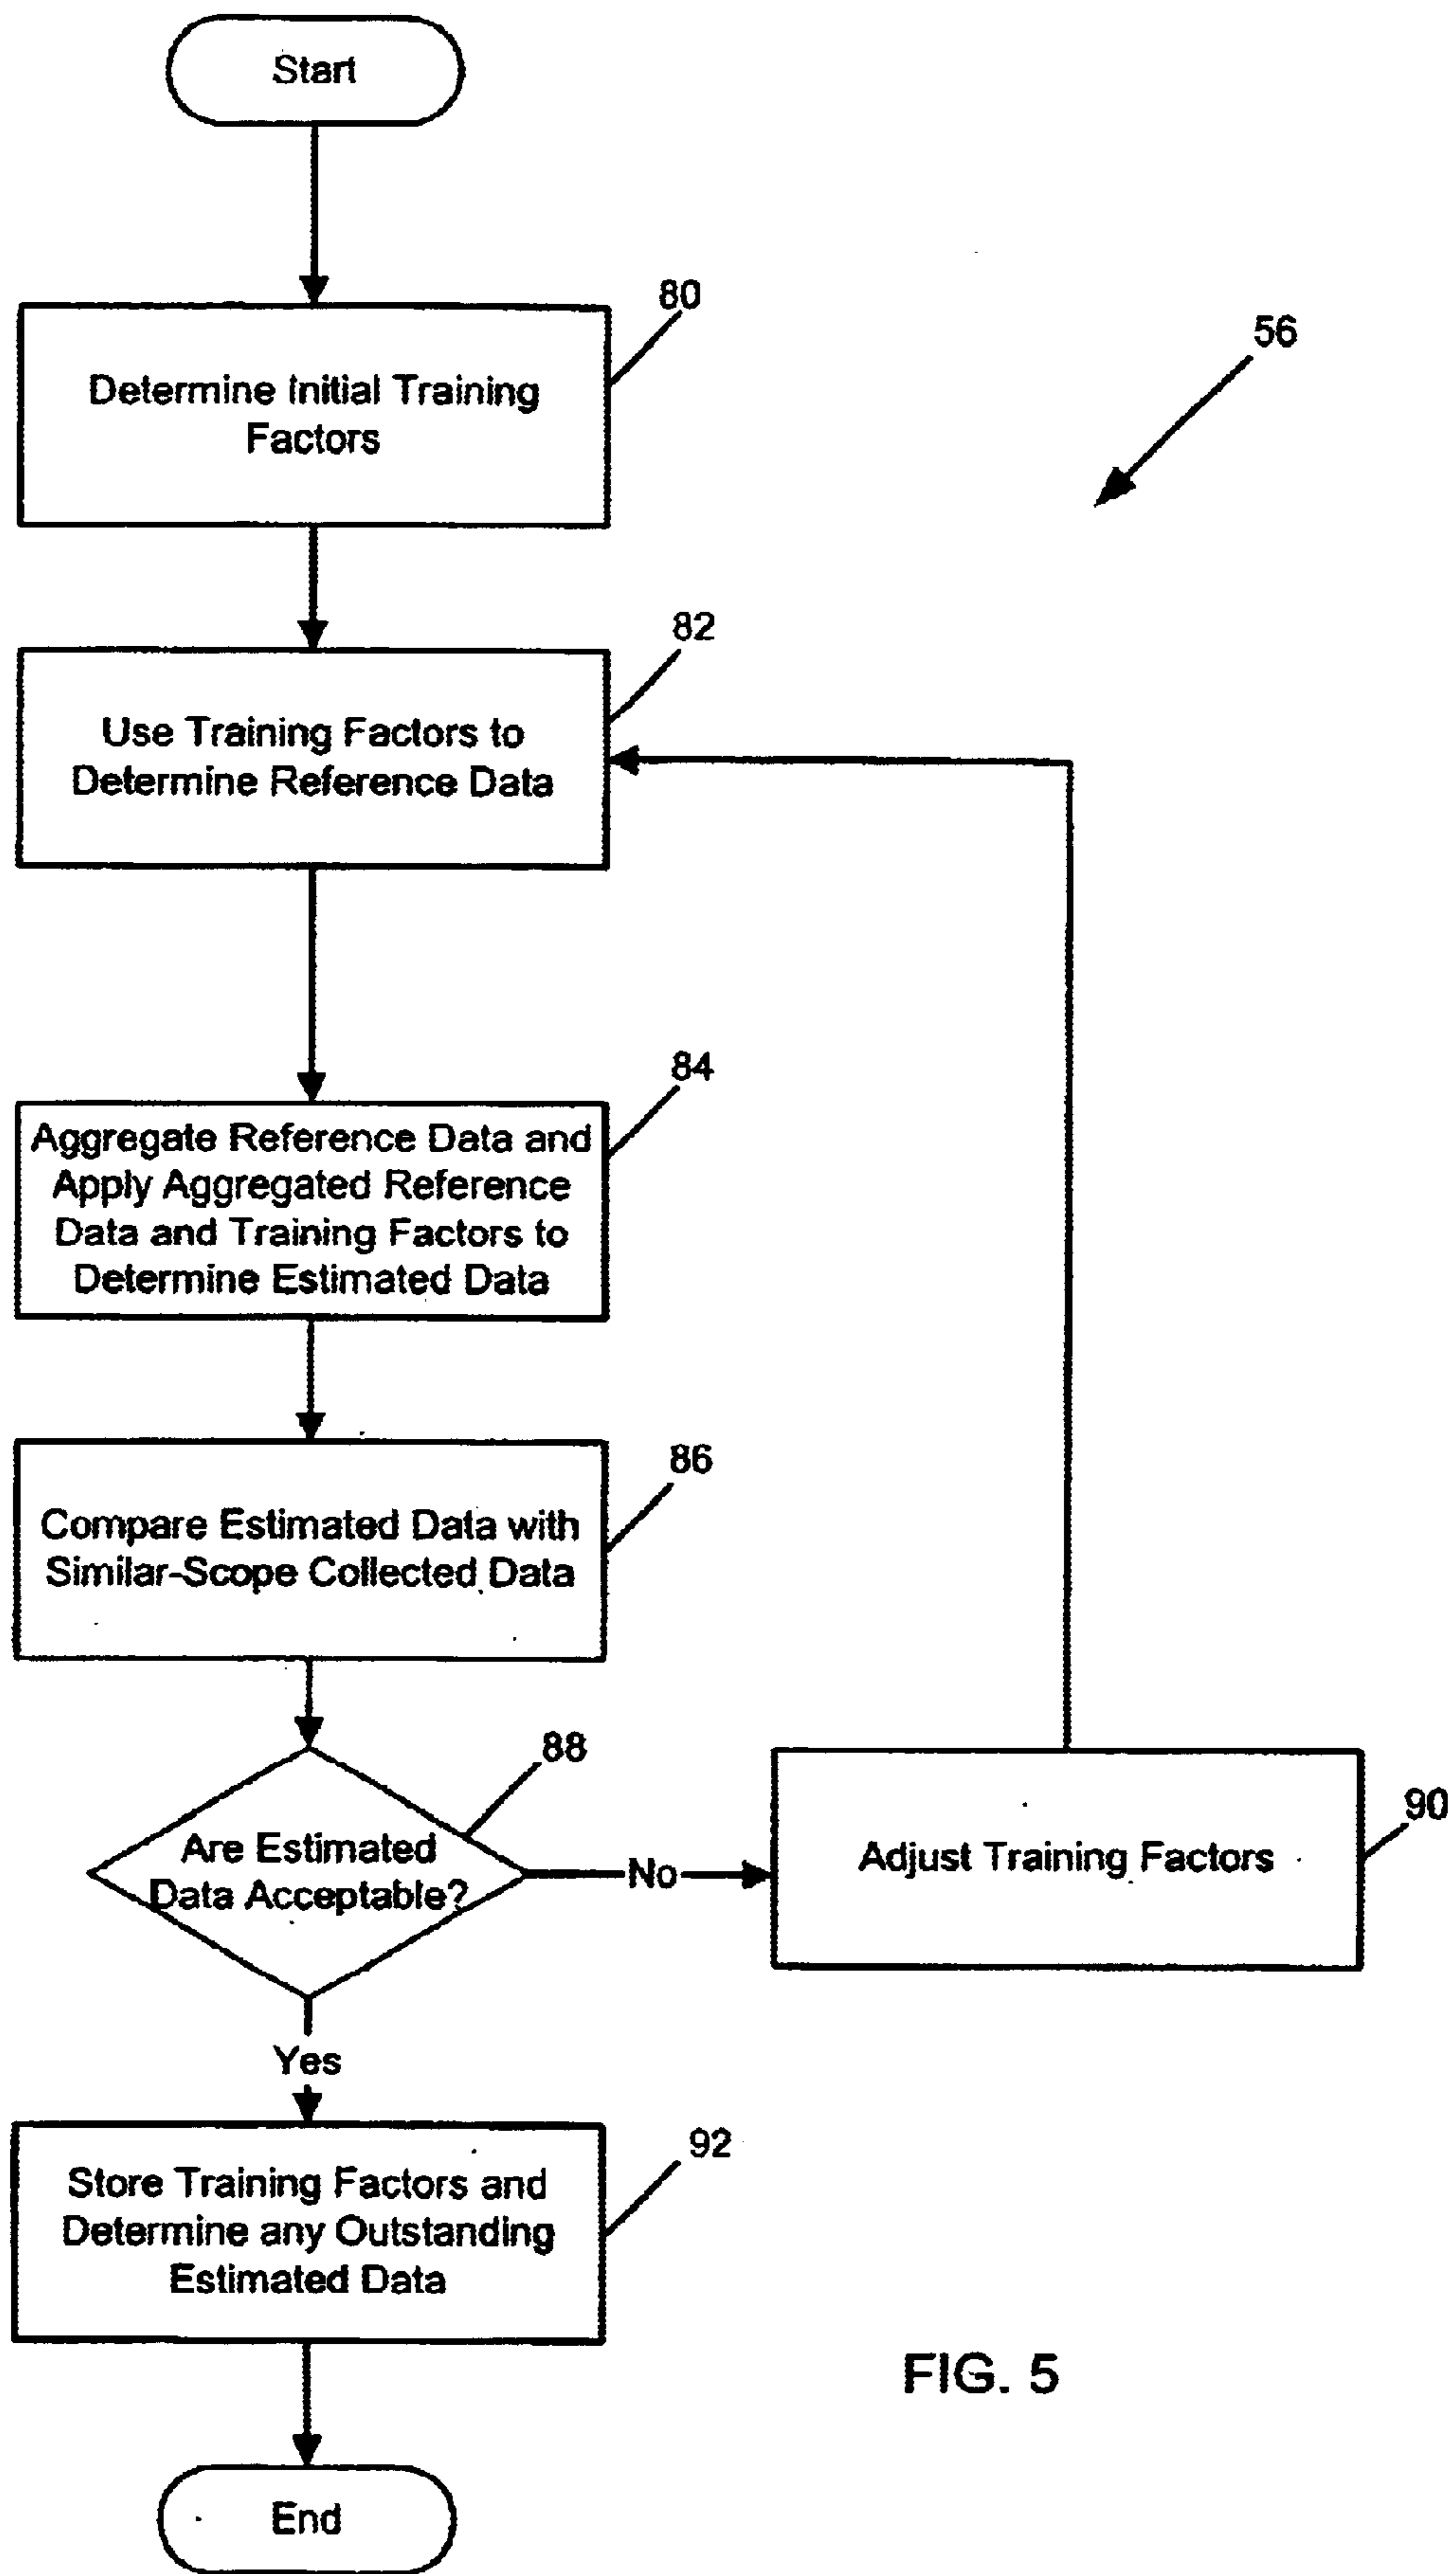 Start
80
Determine Initial Training
Factors
56
82
Use Training Factors to
Determine Reference Data
84
Aggregate Reference Data and
Apply Aggregated Reference
Data and Training Factors to
Determine Estimated Data
86
Compare Estimated Data with
Similar-Scope Collected Data
88
Are Estimated
Data Acceptable?
No
90
Adjust Training Factors
Yes
92
Store Training Factors and
Determine any Outstanding
Estimated Data
FIG. 5
End